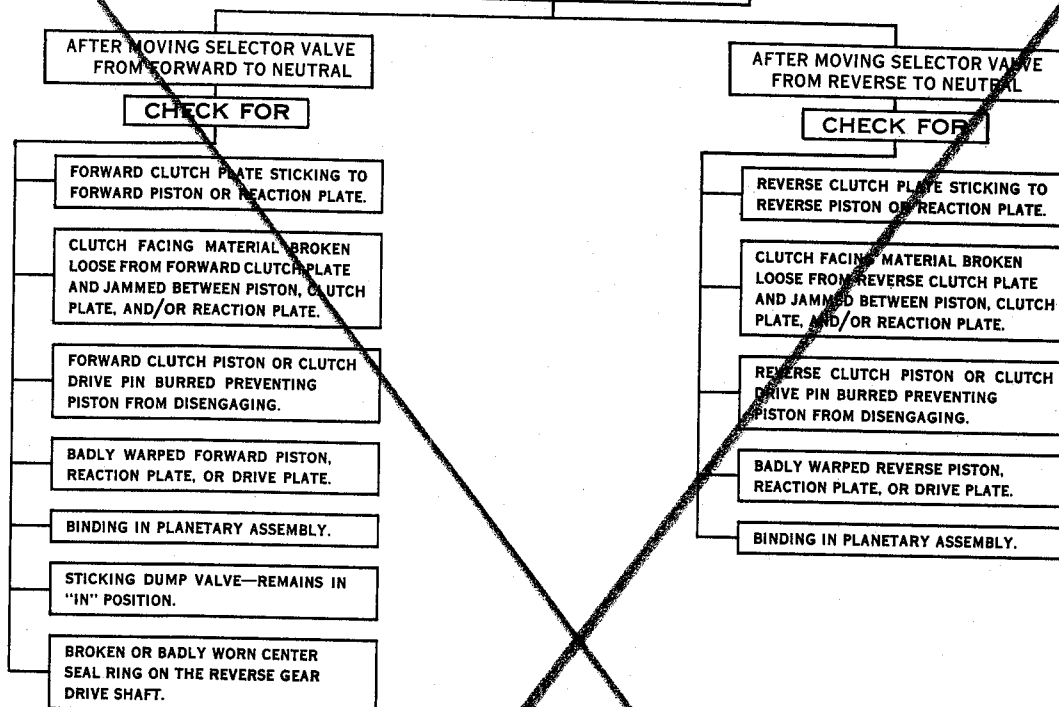 AFTER MOVING SELECTOR VALVE
FROM FORWARD TO NEUTRAL
CHECK FOR
FORWARD CLUTCH PLATE STICKING TO
FORWARD PISTON OR REACTION PLATE.
CLUTCH FACING MATERIAL BROKEN
LOOSE FROM FORWARD CLUTCH PLATE
AND JAMMED BETWEEN PISTON, CLUTCH
PLATE, AND/OR REACTION PLATE.
FORWARD CLUTCH PISTON OR CLUTCH
DRIVE PIN BURRED PREVENTING
PISTON FROM DISENGAGING.
BADLY WARPED FORWARD PISTON,
REACTION PLATE, OR DRIVE PLATE.
BINDING IN PLANETARY ASSEMBLY.
STICKING DUMP VALVE—REMAINS IN
"IN" POSITION.
BROKEN OR BADLY WORN CENTER
SEAL RING ON THE REVERSE GEAR
DRIVE SHAFT.
AFTER MOVING SELECTOR VALVE
FROM REVERSE TO NEUTRAL
CHECK FOR
REVERSE CLUTCH PLATE STICKING TO
REVERSE PISTON OR REACTION PLATE.
CLUTCH FACING MATERIAL BROKEN
LOOSE FROM REVERSE CLUTCH PLATE
AND JAMMED BETWEEN PISTON, CLUTCH
PLATE, AND/OR REACTION PLATE.
REVERSE CLUTCH PISTON OR CLUTCH
DRIVE PIN BURRED PREVENTING
PISTON FROM DISENGAGING.
BADLY WARPED REVERSE PISTON,
REACTION PLATE, OR DRIVE PLATE.
BINDING IN PLANETARY ASSEMBLY.